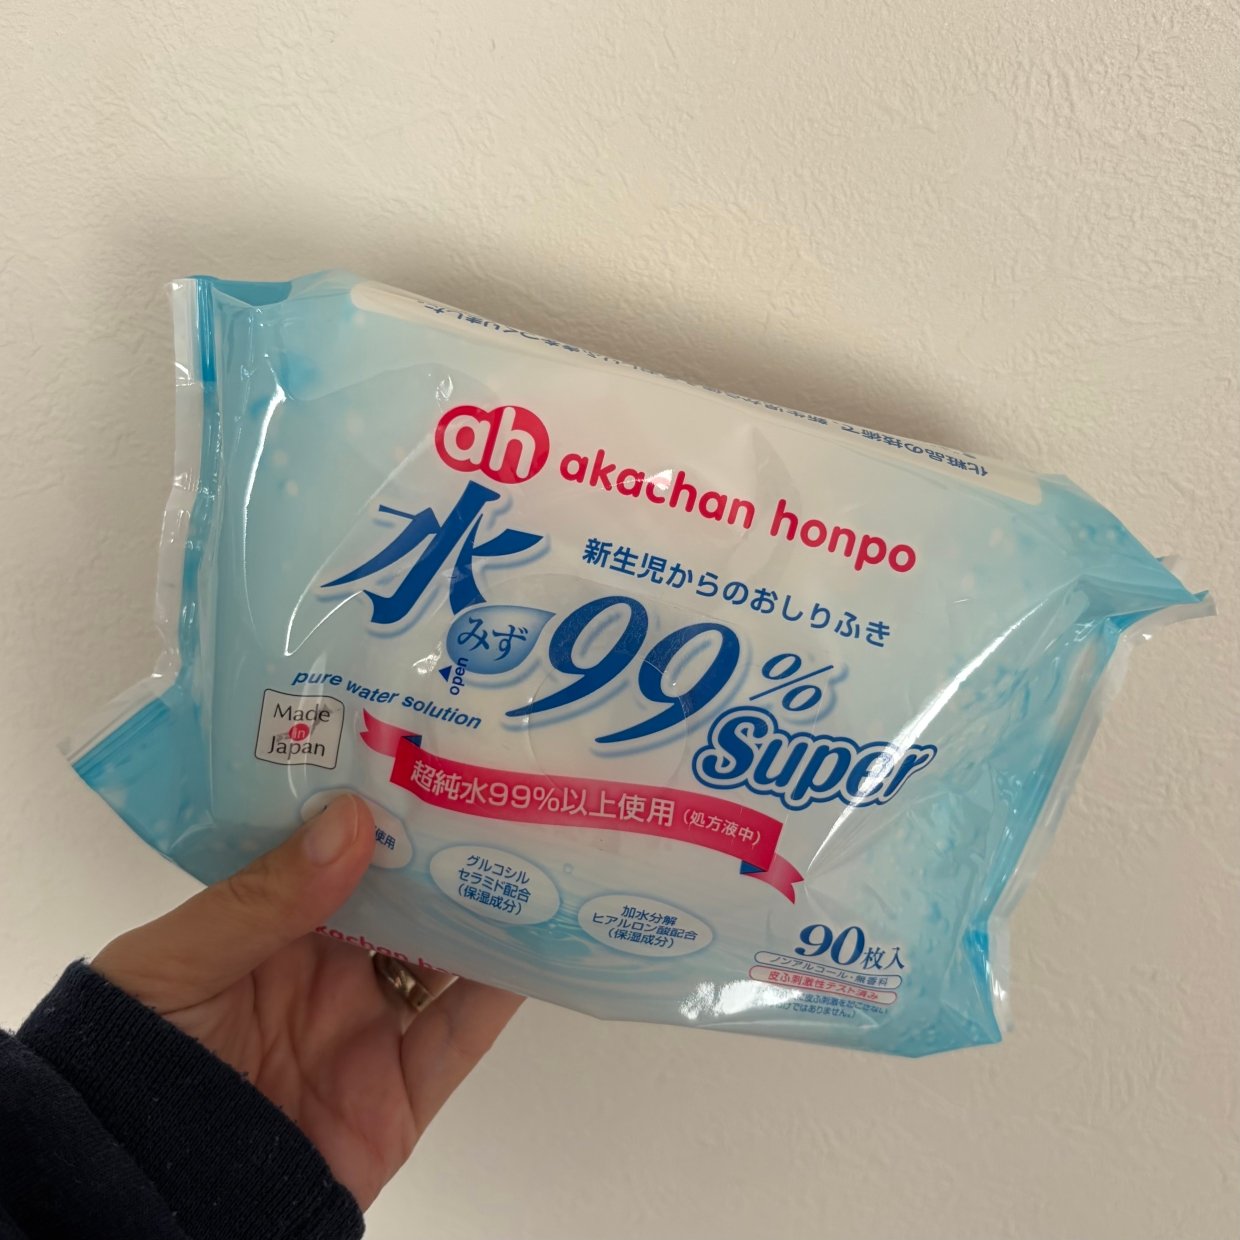 ah akachan honpo
新生児からのおしりふき
水 みず 99% Super
open
pure water solution
Made in Japan
超純水99%以上使用(処方液中)
使用
グルコシル
セラミド配合
(保湿成分)
加水分解
ヒアルロン酸配合
(保湿成分)
90枚入
ノンアルコール・無香料
皮ふ刺激性テスト済み